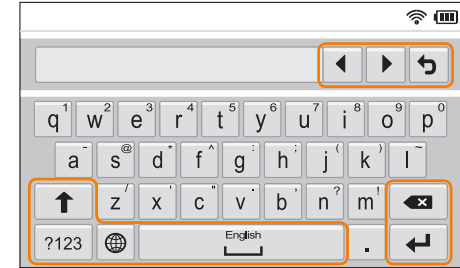 q 1 w 2 e 3 r 4 t 5 y 6 u 7 i 8 o 9 p 0
a - s @ d * f ^ g : h ; j ( k ) l ~
z / x ' c " v . b , n ? m !
?123 English .